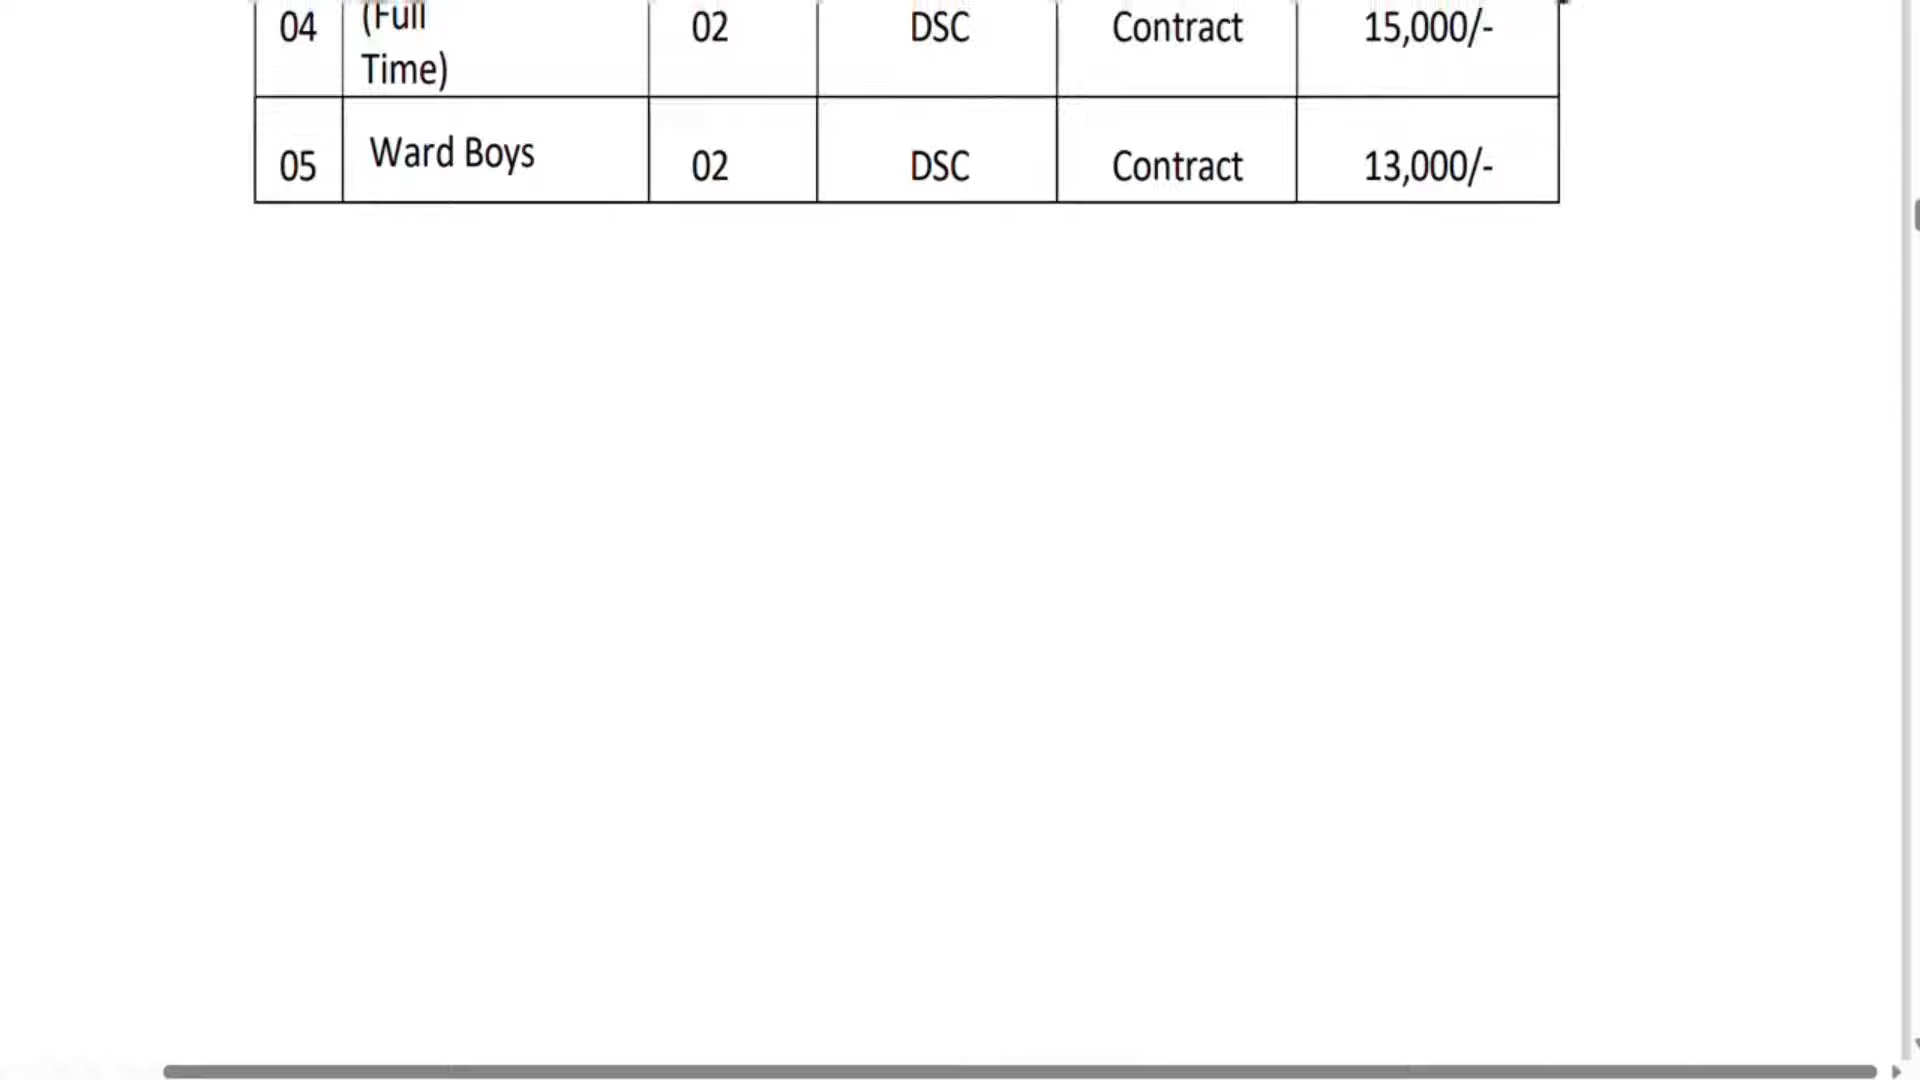 04 (Full Time) 02 DSC Contract 15,000/-
05 Ward Boys 02 DSC Contract 13,000/-